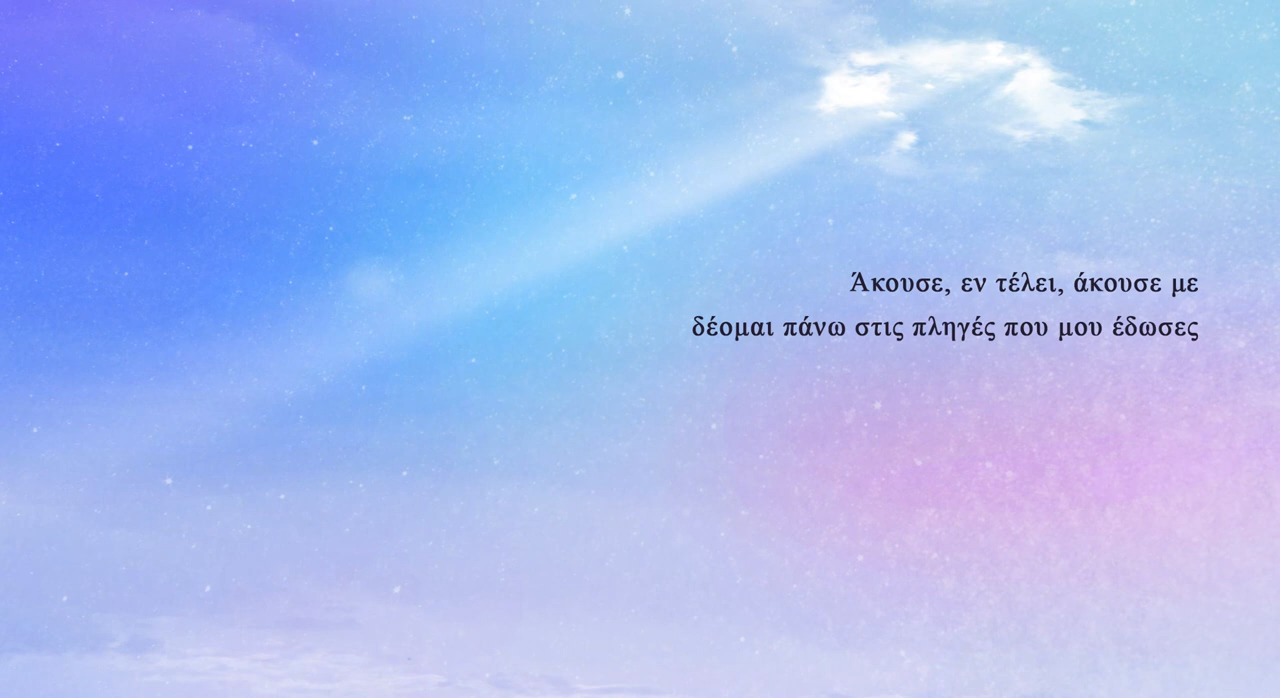 Άκουσε, εν τέλει, άκουσε με
δέομαι πάνω στις πληγές που μου έδωσες